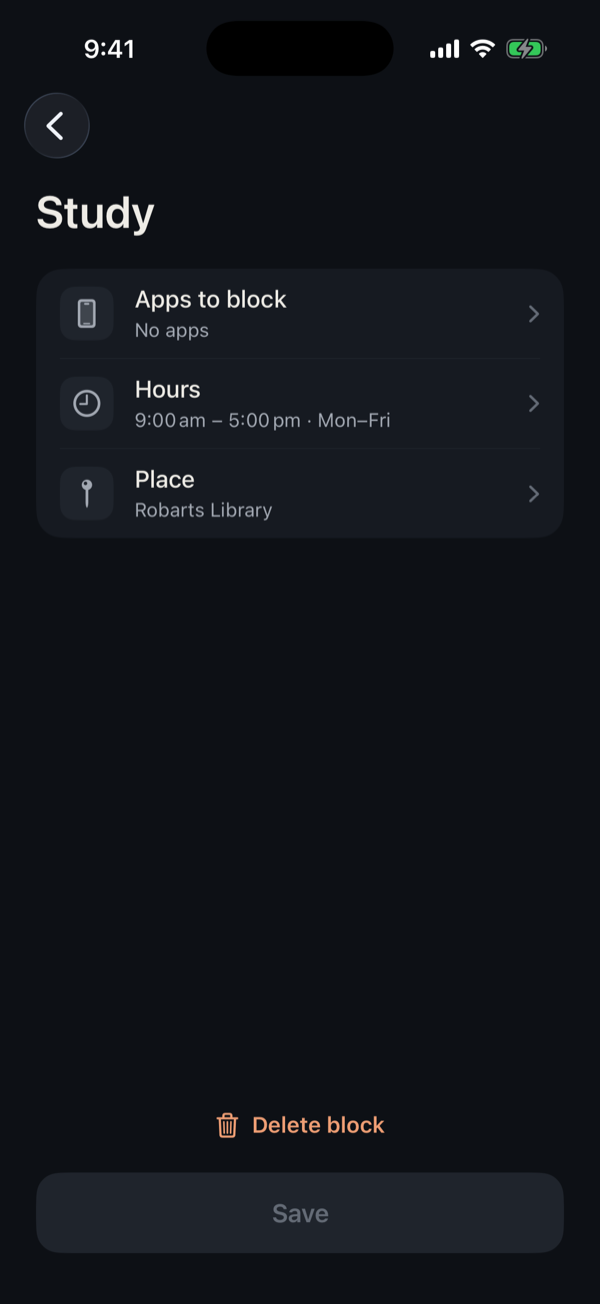 9:41
Study
Apps to block
No apps
Hours
9:00 am – 5:00 pm · Mon–Fri
Place
Robarts Library
Delete block
Save